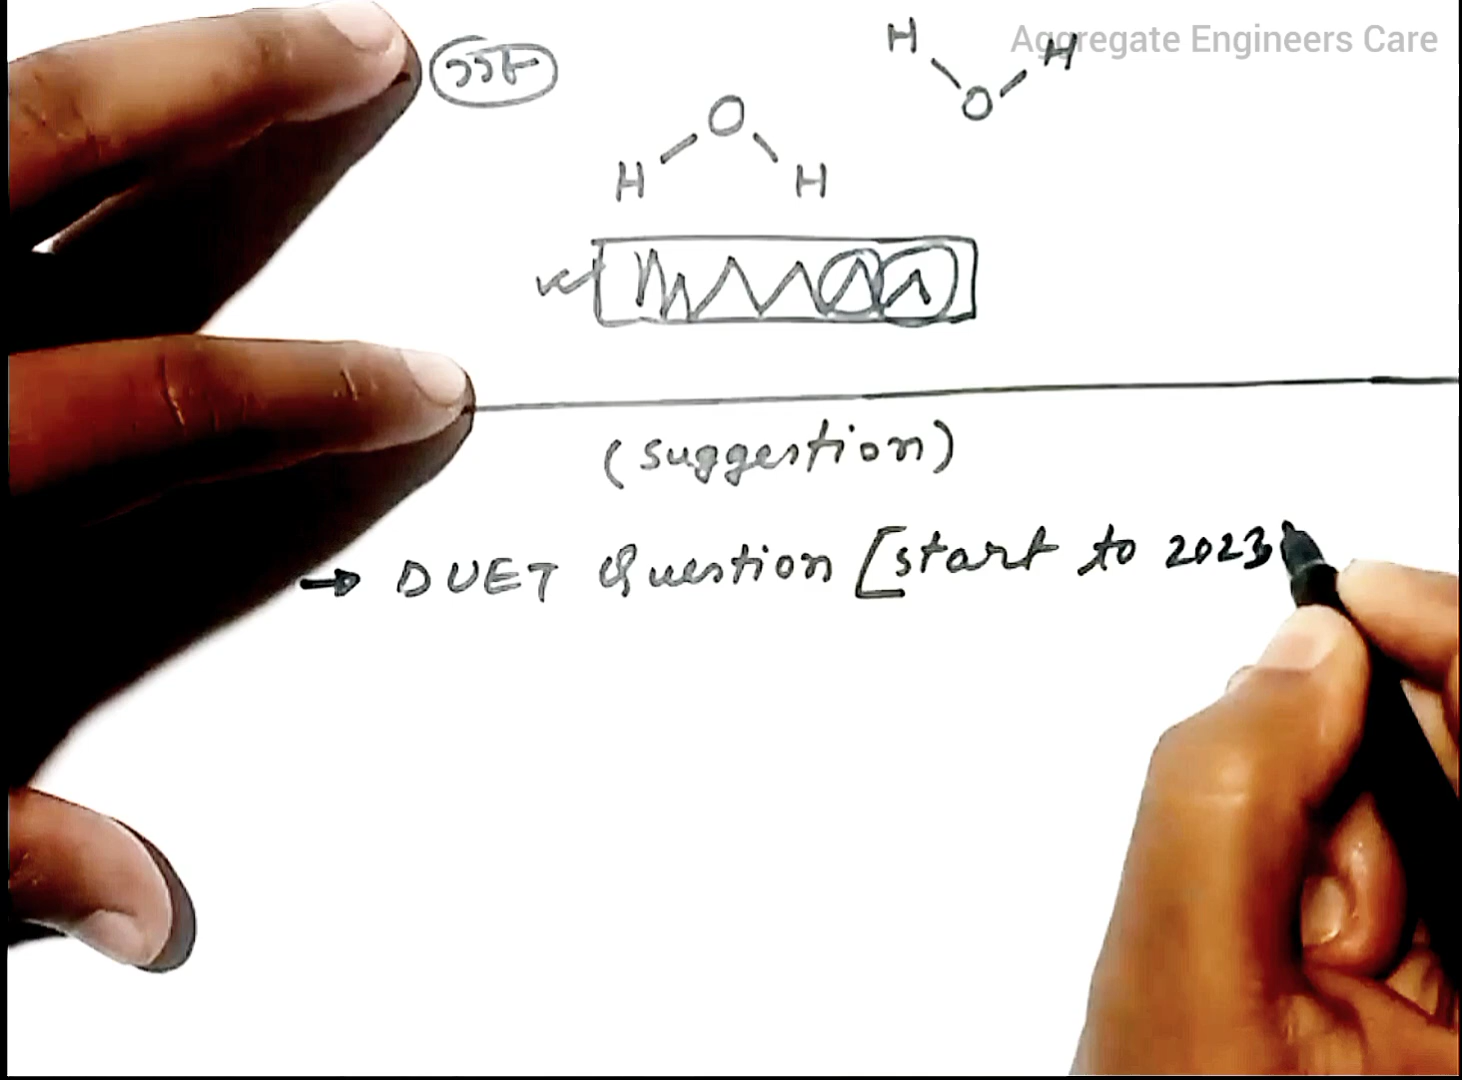 Aggregate Engineers Care
H H
O
O
H H
(suggestion)
→ DUET Question [start to 2023